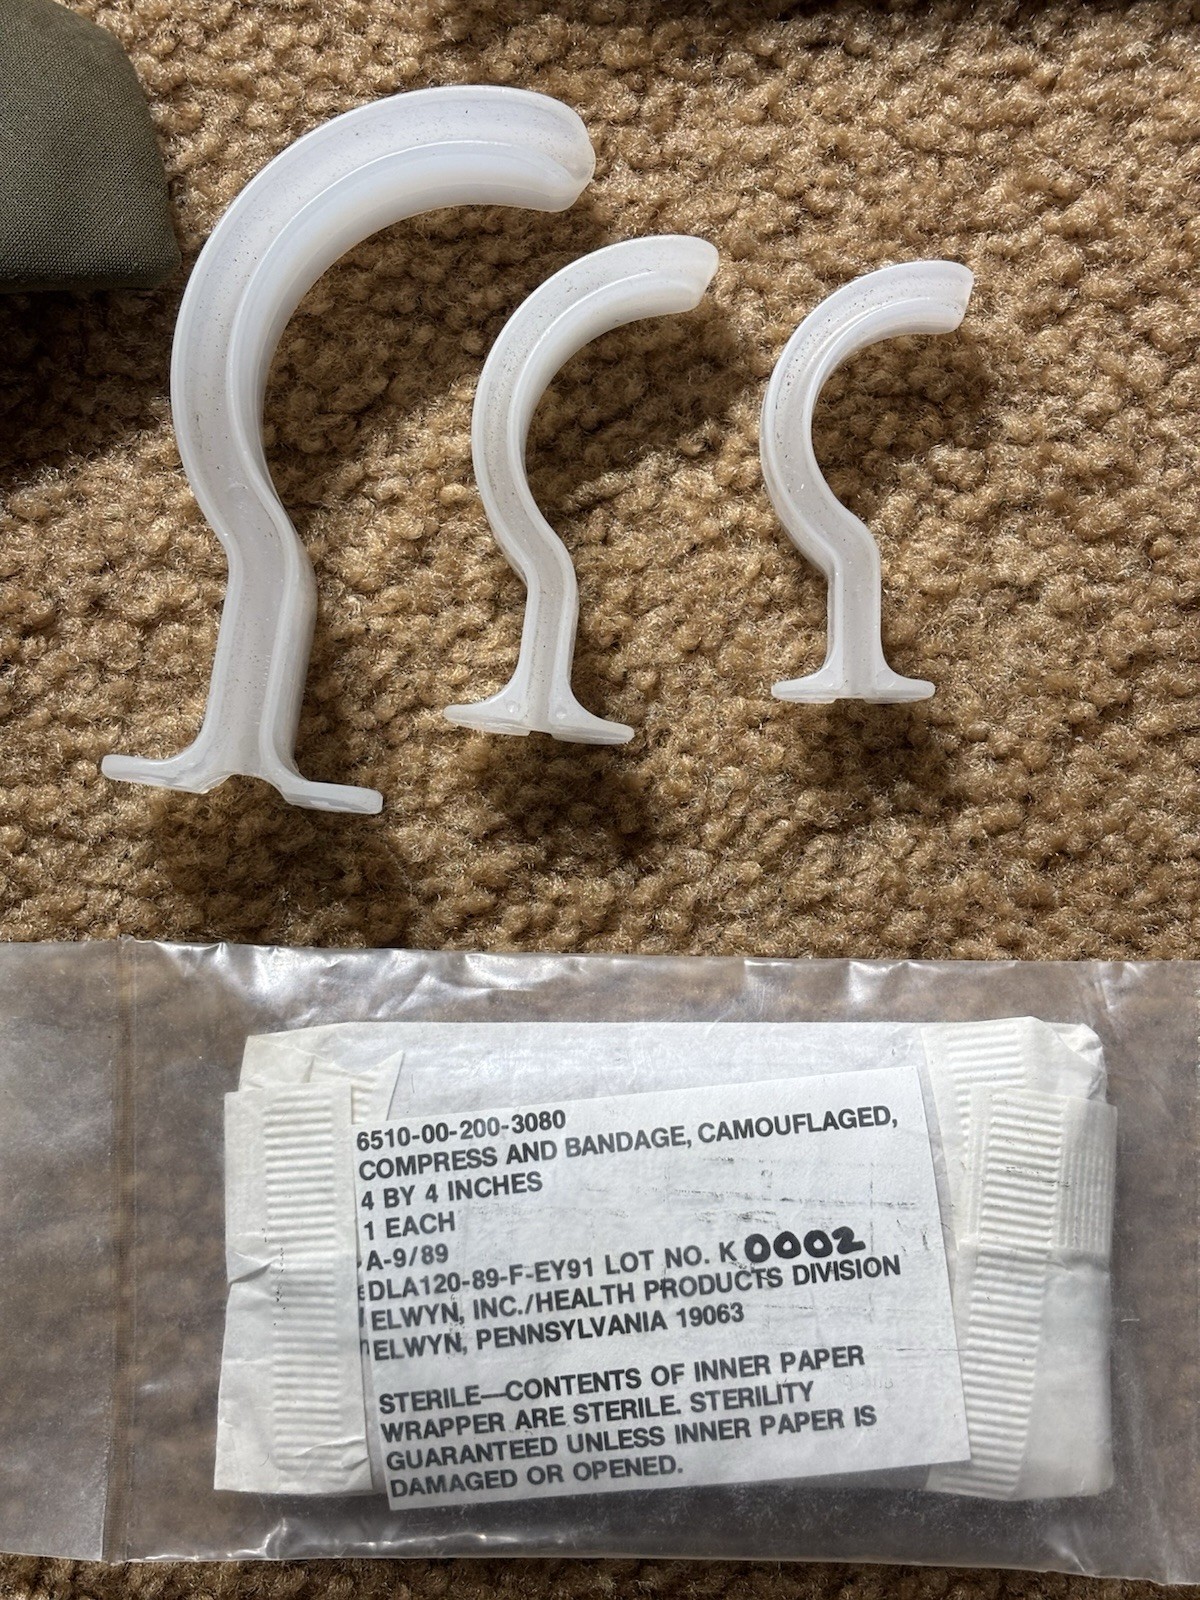 6510-00-200-3080
COMPRESS AND BANDAGE, CAMOUFLAGED,
4 BY 4 INCHES
1 EACH
A-9/89
DLA120-89-F-EY91 LOT NO. K 0002
ELWYN, INC./HEALTH PRODUCTS DIVISION
ELWYN, PENNSYLVANIA 19063
STERILE—CONTENTS OF INNER PAPER
WRAPPER ARE STERILE. STERILITY
GUARANTEED UNLESS INNER PAPER IS
DAMAGED OR OPENED.